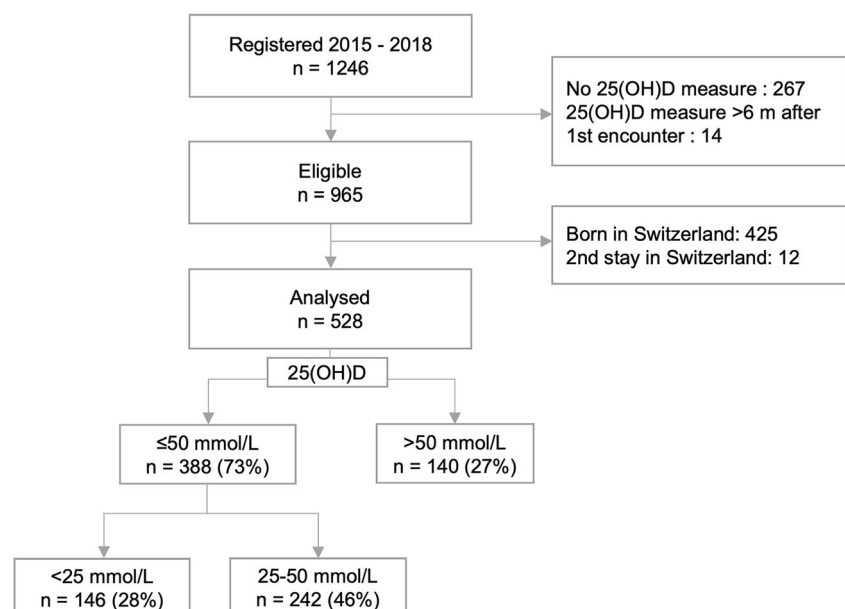 Registered 2015 - 2018
n = 1246
No 25(OH)D measure : 267
25(OH)D measure >6 m after
1st encounter : 14
Eligible
n = 965
Born in Switzerland: 425
2nd stay in Switzerland: 12
Analysed
n = 528
25(OH)D
≤50 mmol/L
n = 388 (73%)
>50 mmol/L
n = 140 (27%)
<25 mmol/L
n = 146 (28%)
25-50 mmol/L
n = 242 (46%)